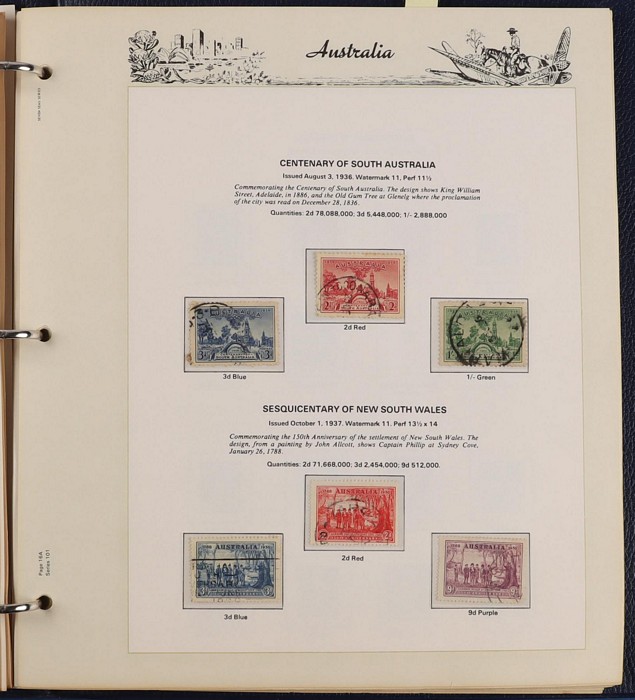 Australia
CENTENARY OF SOUTH AUSTRALIA
Issued August 3, 1936. Watermark 11, Perf 11½
Commemorating the Centenary of South Australia. The design shows King William
Street, Adelaide, in 1886, and the Old Gum Tree at Glenelg where the proclamation
of the city was read on December 28, 1836.
Quantities: 2d 78,088,000; 3d 5,448,000; 1/- 2,888,000
2d Red
3d Blue
1/- Green
SESQUICENTARY OF NEW SOUTH WALES
Issued October 1, 1937. Watermark 11. Perf 13½ x 14
Commemorating the 150th Anniversary of the settlement of New South Wales. The
design, from a painting by John Allcott, shows Captain Phillip at Sydney Cove,
January 26, 1788.
Quantities: 2d 71,668,000; 3d 2,454,000; 9d 512,000.
AUSTRALIA
2d Red
AUSTRALIA
AUSTRALIA
3d Blue
9d Purple
Page 16A
Series 101